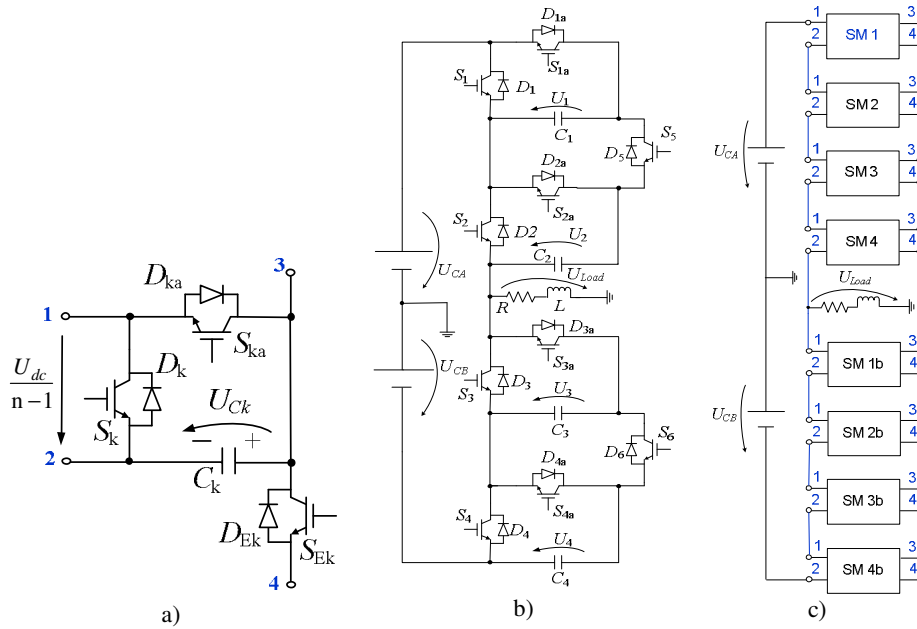 1
2
3
4
D_ka
S_ka
D_k
S_k
U_dc
n−1
U_Ck
−
+
C_k
D_Ek
S_Ek
a)
D_1a
S_1a
S_1
D_1
U_1
C_1
S_5
D_5
D_2a
S_2a
S_2
D2
U_2
C_2
U_CA
U_Load
R
L
D_3a
S_3a
U_CB
S_3
D_3
U_3
C_3
S_6
D_6
D_4a
S_4a
S_4
D_4
U_4
C_4
b)
1 3
2 SM 1 4
1 3
2 SM 2 4
U_CA
1 3
2 SM 3 4
1 3
2 SM 4 4
U_Load
1 3
2 SM 1b 4
U_CB
1 3
2 SM 2b 4
1 3
2 SM 3b 4
1 3
2 SM 4b 4
c)